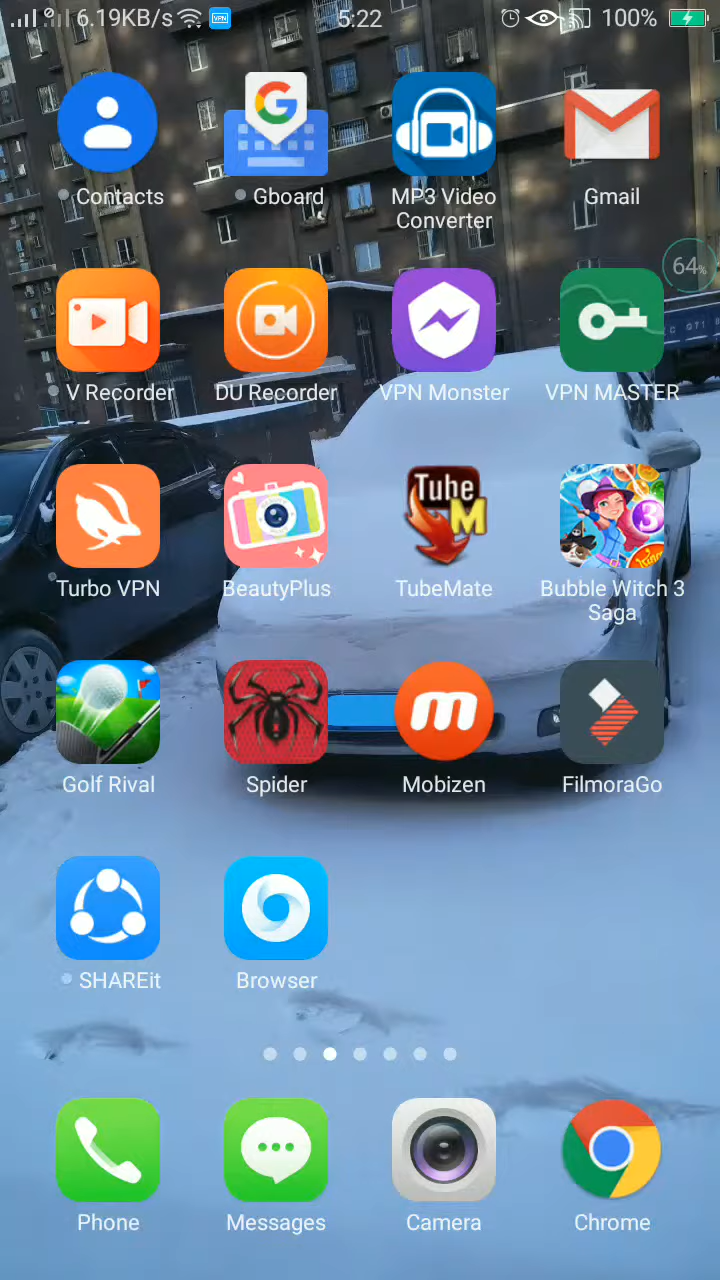 6.19KB/s VPN 5:22 100%
Contacts
Gboard
MP3 Video
Converter
Gmail
64%
V Recorder
DU Recorder
VPN Monster
VPN MASTER
Turbo VPN
BeautyPlus
Tube
M
TubeMate
3
Bubble Witch 3
Saga
Golf Rival
Spider
m
Mobizen
FilmoraGo
SHAREit
Browser
Phone
Messages
Camera
Chrome